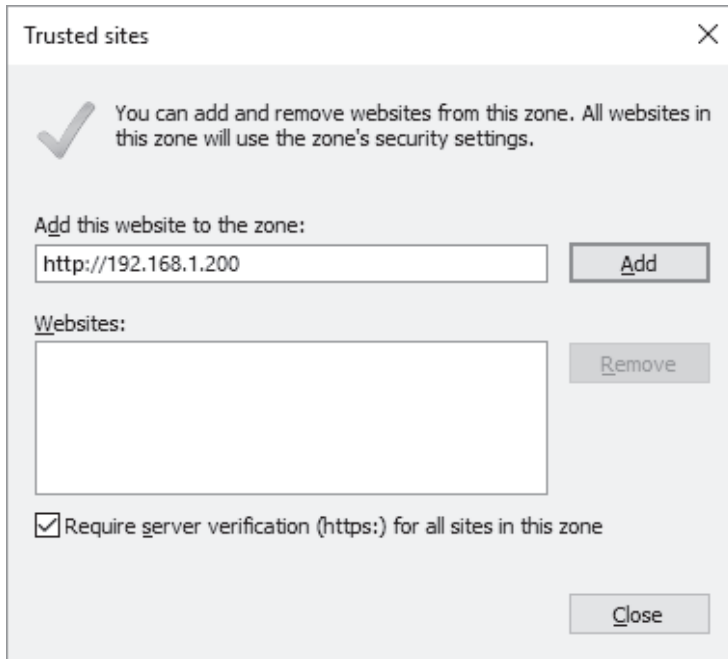 Trusted sites
You can add and remove websites from this zone. All websites in
this zone will use the zone's security settings.
Add this website to the zone:
http://192.168.1.200
Add
Websites:
Remove
Require server verification (https:) for all sites in this zone
Close